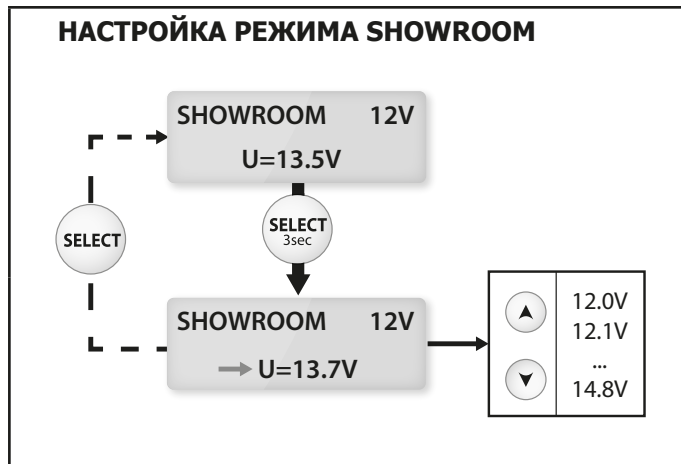 НАСТРОЙКА РЕЖИМА SHOWROOM
SHOWROOM 12V
U=13.5V
SELECT
SELECT
3sec
SHOWROOM 12V
U=13.7V
12.0V
12.1V
...
14.8V